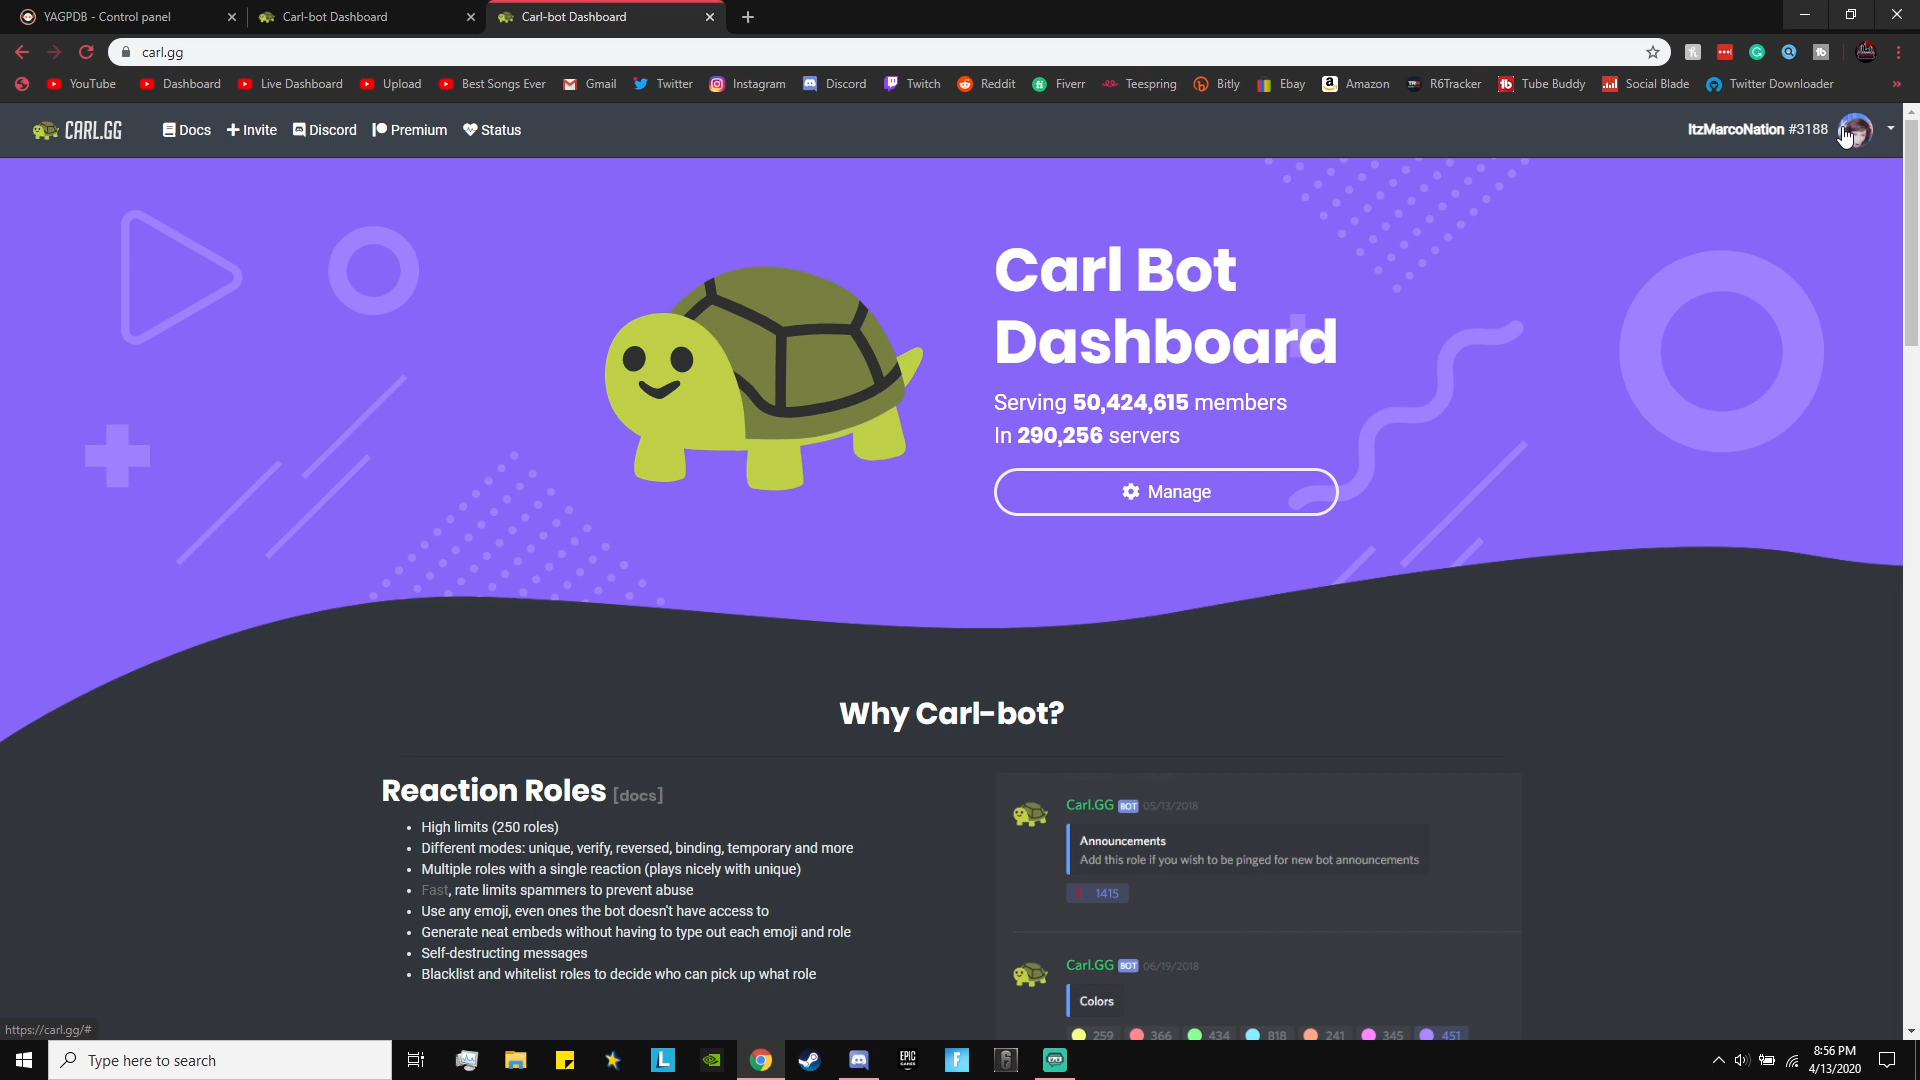 YAGPDB - Control panel
Carl-bot Dashboard
Carl-bot Dashboard
carl.gg
YouTube
Dashboard
Live Dashboard
Upload
Best Songs Ever
Gmail
Twitter
Instagram
Discord
Twitch
Reddit
Fiverr
Teespring
Bitly
Ebay
Amazon
R6Tracker
Tube Buddy
Social Blade
Twitter Downloader
CARL.GG
Docs
Invite
Discord
Premium
Status
ItzMarcoNation #3188
Carl Bot
Dashboard
Serving 50,424,615 members
In 290,256 servers
Manage
Why Carl-bot?
Reaction Roles [docs]
• High limits (250 roles)
• Different modes: unique, verify, reversed, binding, temporary and more
• Multiple roles with a single reaction (plays nicely with unique)
• Fast, rate limits spammers to prevent abuse
• Use any emoji, even ones the bot doesn't have access to
• Generate neat embeds without having to type out each emoji and role
• Self-destructing messages
• Blacklist and whitelist roles to decide who can pick up what role
Carl.GG BOT 05/13/2018
Announcements
Add this role if you wish to be pinged for new bot announcements
1415
Carl.GG BOT 06/19/2018
Colors
259 366 434 818 241 345 451
https://carl.gg/#
Type here to search
L
EPIC
GAMES
8:56 PM
4/13/2020